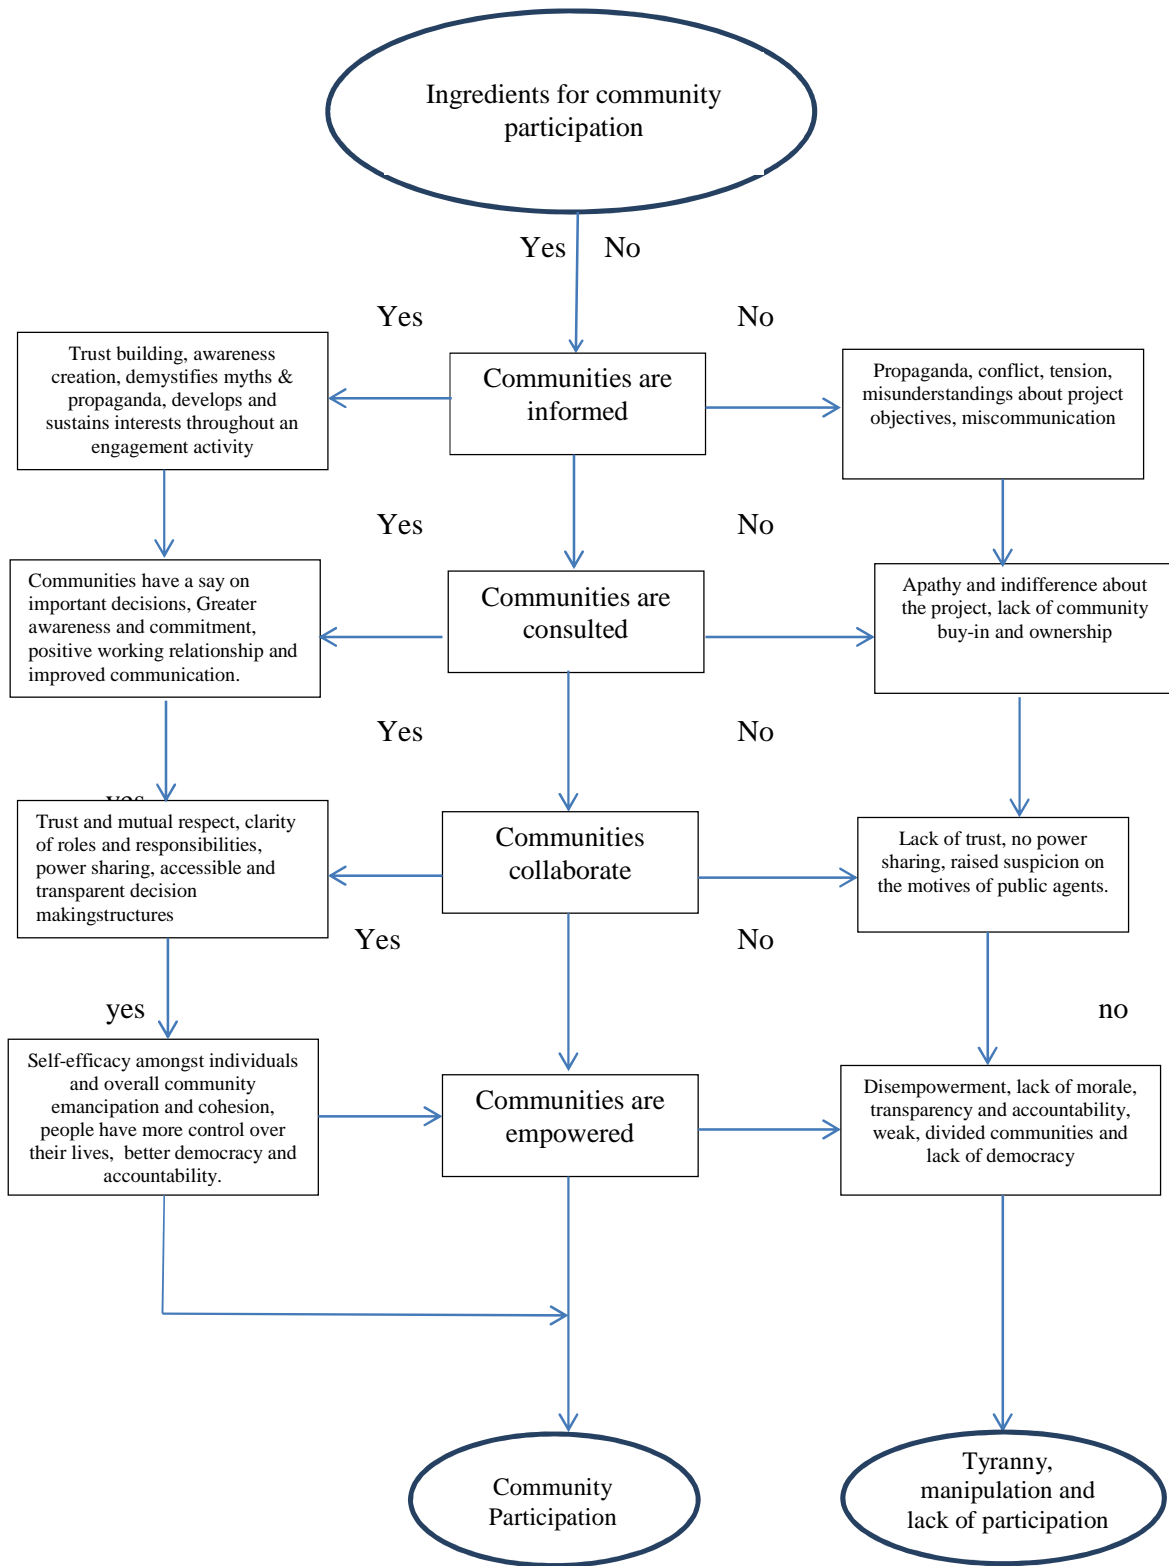 Ingredients for community
participation
Yes No
Yes
No
Trust building, awareness
creation, demystifies myths &
propaganda, develops and
sustains interests throughout an
engagement activity
Communities are
informed
Propaganda, conflict, tension,
misunderstandings about project
objectives, miscommunication
Yes
No
Communities have a say on
important decisions, Greater
awareness and commitment,
positive working relationship and
improved communication.
Communities are
consulted
Apathy and indifference about
the project, lack of community
buy-in and ownership
Yes
No
yes
Trust and mutual respect, clarity
of roles and responsibilities,
power sharing, accessible and
transparent decision
makingstructures
Communities
collaborate
Lack of trust, no power
sharing, raised suspicion on
the motives of public agents.
Yes
No
yes
no
Self-efficacy amongst individuals
and overall community
emancipation and cohesion,
people have more control over
their lives, better democracy and
accountability.
Communities are
empowered
Disempowerment, lack of morale,
transparency and accountability,
weak, divided communities and
lack of democracy
Community
Participation
Tyranny,
manipulation and
lack of participation